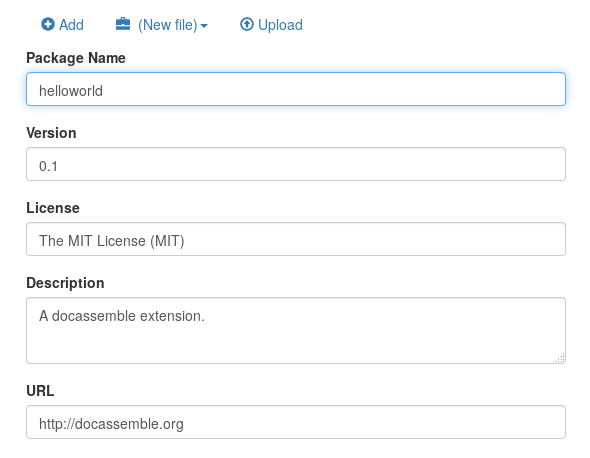 Add (New file) Upload
Package Name
helloworld
Version
0.1
License
The MIT License (MIT)
Description
A docassemble extension.
URL
http://docassemble.org